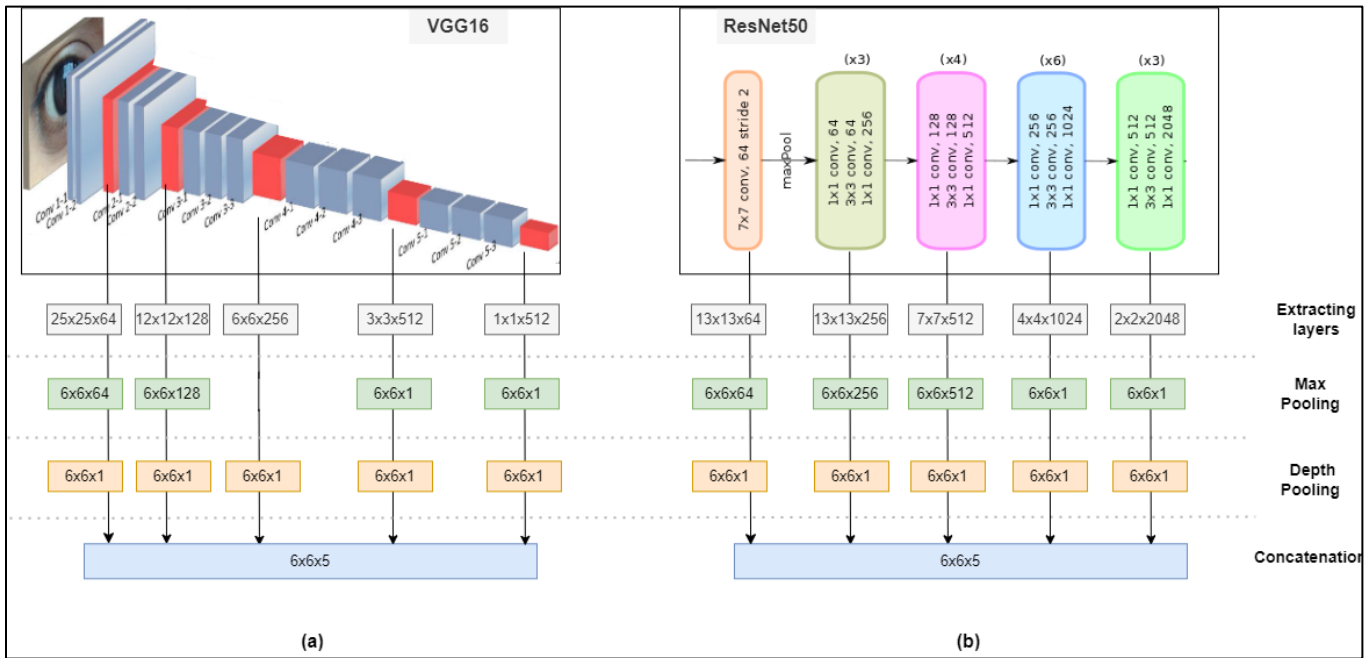 VGG16
ResNet50
(x3)
(x4)
(x6)
(x3)
Conv 1-1
Conv 1-2
Conv 2-1
Conv 2-2
Conv 3-1
Conv 3-2
Conv 3-3
Conv 4-1
Conv 4-2
Conv 4-3
Conv 5-1
Conv 5-2
Conv 5-3
7x7 conv, 64 stride 2
maxPool
1x1 conv, 64
3x3 conv, 64
1x1 conv, 256
1x1 conv, 128
3x3 conv, 128
1x1 conv, 512
1x1 conv, 256
3x3 conv, 256
1x1 conv, 1024
1x1 conv, 512
3x3 conv, 512
1x1 conv, 2048
25x25x64
12x12x128
6x6x256
3x3x512
1x1x512
13x13x64
13x13x256
7x7x512
4x4x1024
2x2x2048
Extracting
layers
6x6x64
6x6x128
6x6x1
6x6x1
6x6x64
6x6x256
6x6x512
6x6x1
6x6x1
Max
Pooling
6x6x1
6x6x1
6x6x1
6x6x1
6x6x1
6x6x1
6x6x1
6x6x1
6x6x1
6x6x1
Depth
Pooling
6x6x5
6x6x5
Concatenation
(a)
(b)